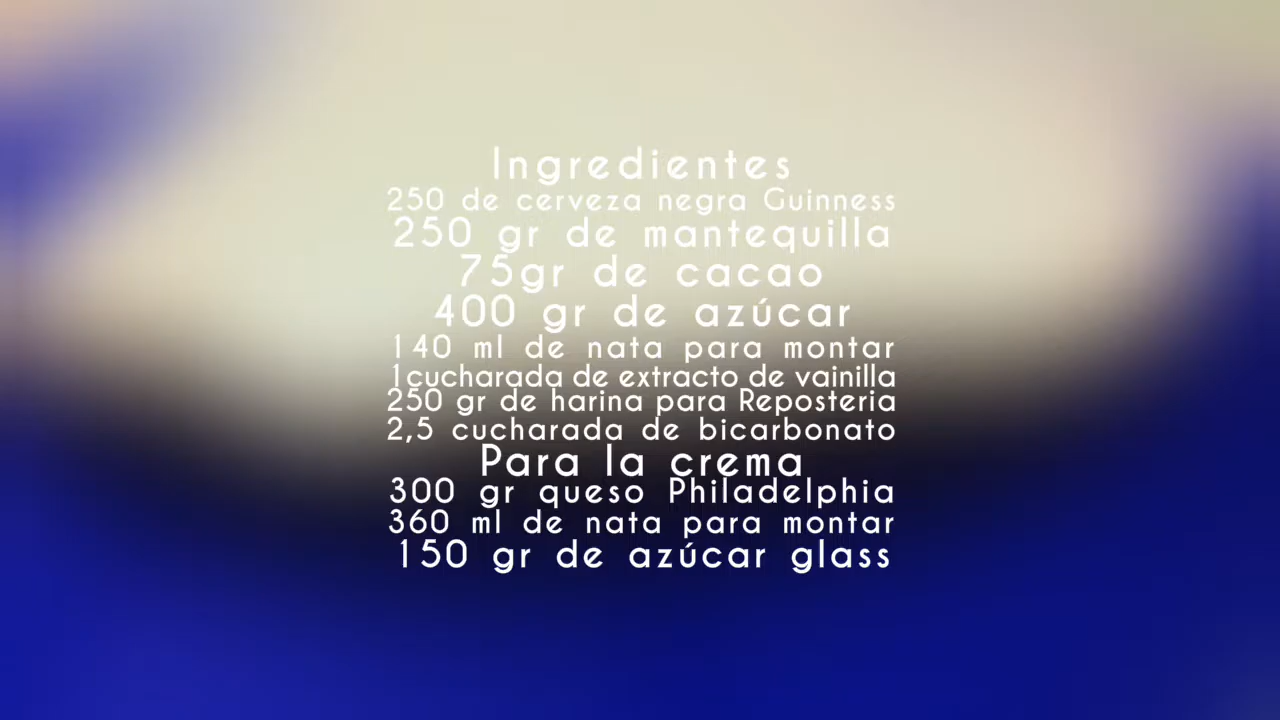 Ingredientes
250 de cerveza negra Guinness
250 gr de mantequilla
75gr de cacao
400 gr de azúcar
140 ml de nata para montar
1cucharada de extracto de vainilla
250 gr de harina para Reposteria
2,5 cucharada de bicarbonato
Para la crema
300 gr queso Philadelphia
360 ml de nata para montar
150 gr de azúcar glass